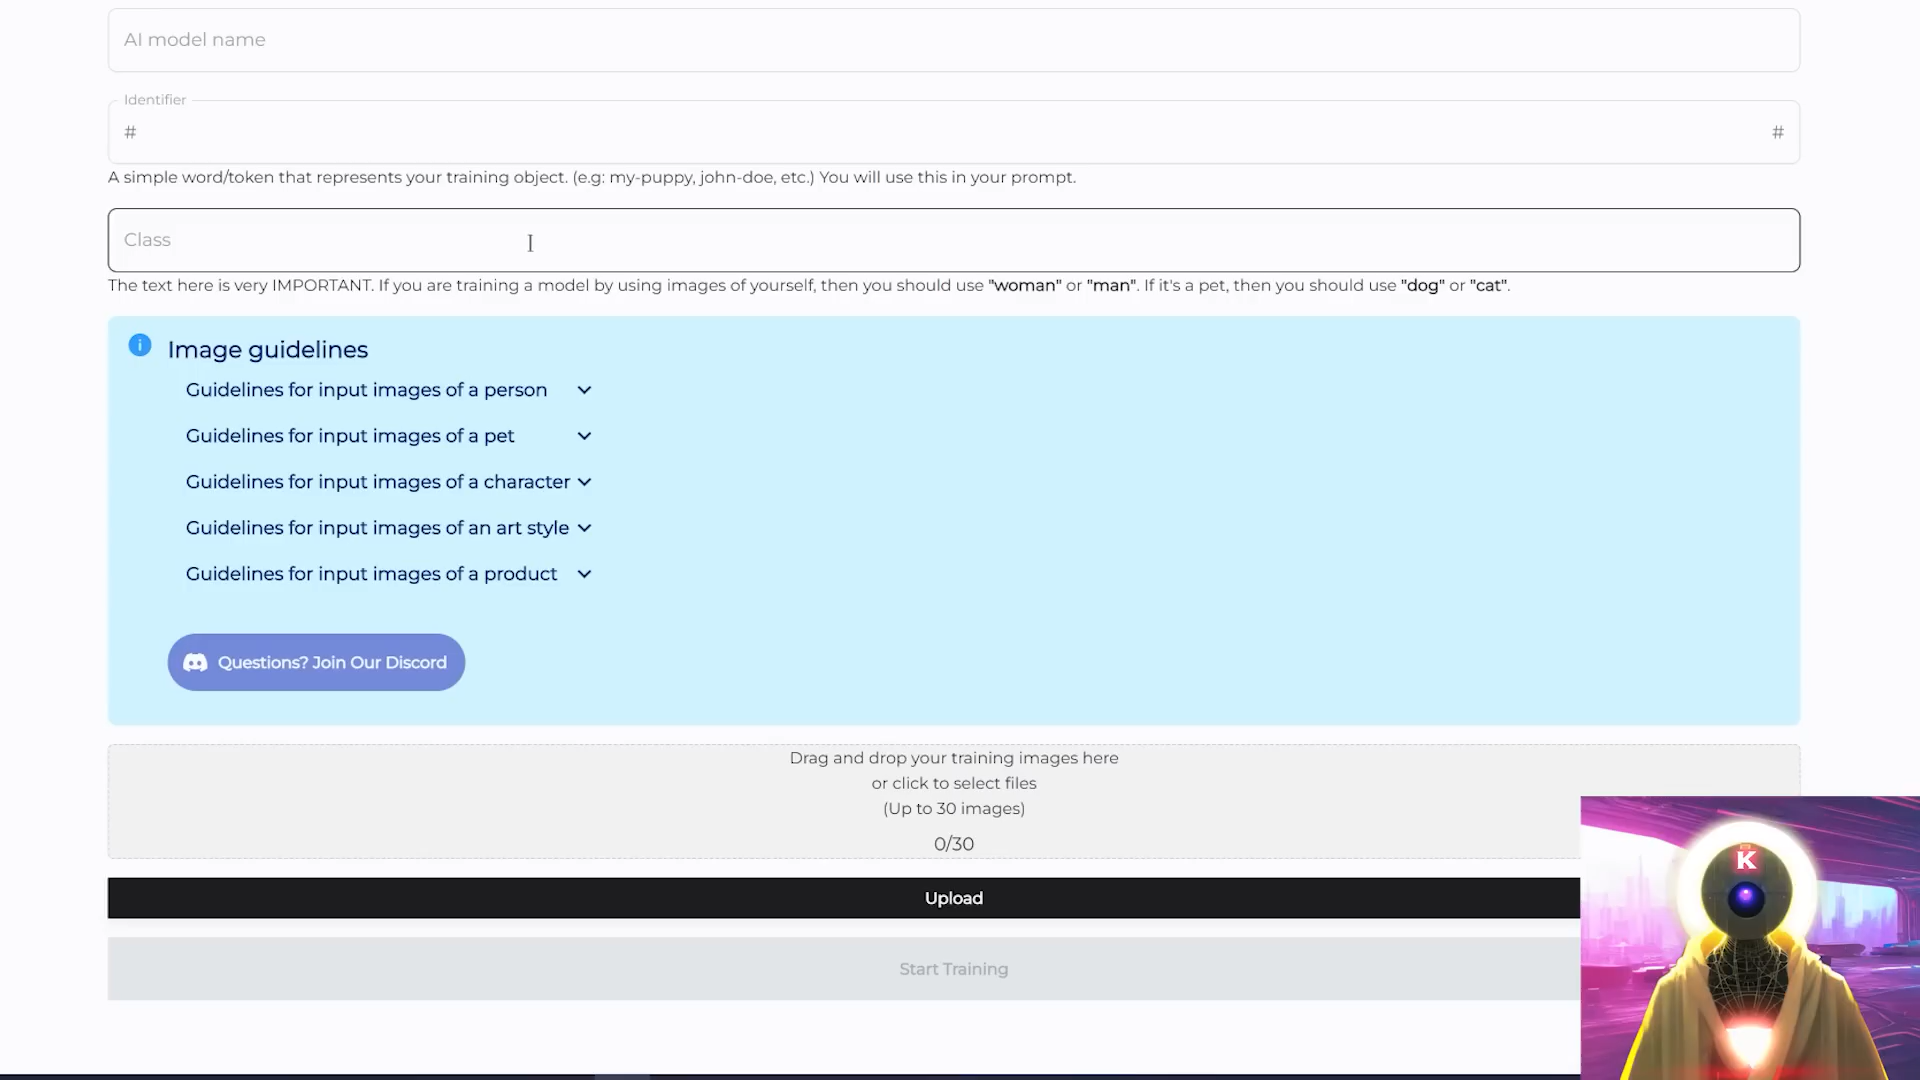 AI model name
Identifier
# #
A simple word/token that represents your training object. (e.g: my-puppy, john-doe, etc.) You will use this in your prompt.
Class
The text here is very IMPORTANT. If you are training a model by using images of yourself, then you should use "woman" or "man". If it's a pet, then you should use "dog" or "cat".
Image guidelines
Guidelines for input images of a person
Guidelines for input images of a pet
Guidelines for input images of a character
Guidelines for input images of an art style
Guidelines for input images of a product
Questions? Join Our Discord
Drag and drop your training images here
or click to select files
(Up to 30 images)
0/30
Upload
Start Training
K